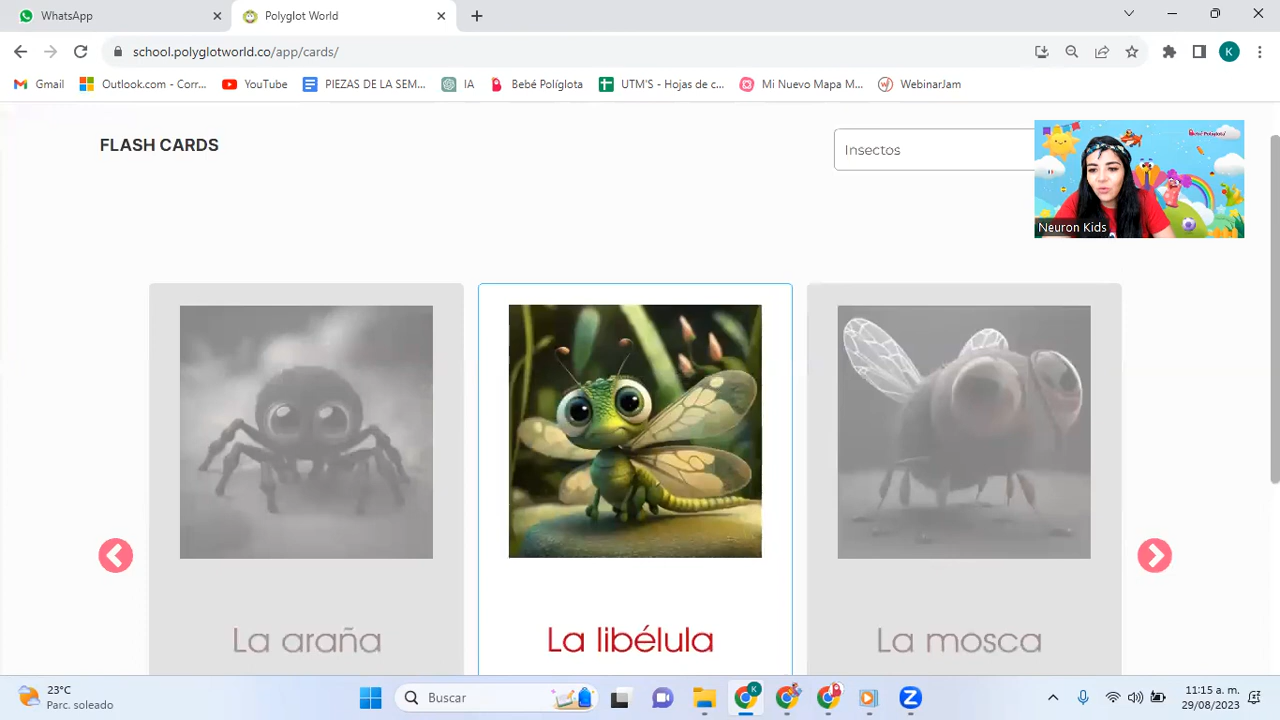 WhatsApp
Polyglot World
school.polyglotworld.co/app/cards/
K
Gmail
Outlook.com - Corr...
YouTube
PIEZAS DE LA SEM...
IA
Bebé Políglota
UTM'S - Hojas de c...
Mi Nuevo Mapa M...
WebinarJam
FLASH CARDS
Insectos
Neuron Kids
La araña
La libélula
La mosca
23°C
Parc. soleado
Buscar
K
11:15 a. m.
29/08/2023